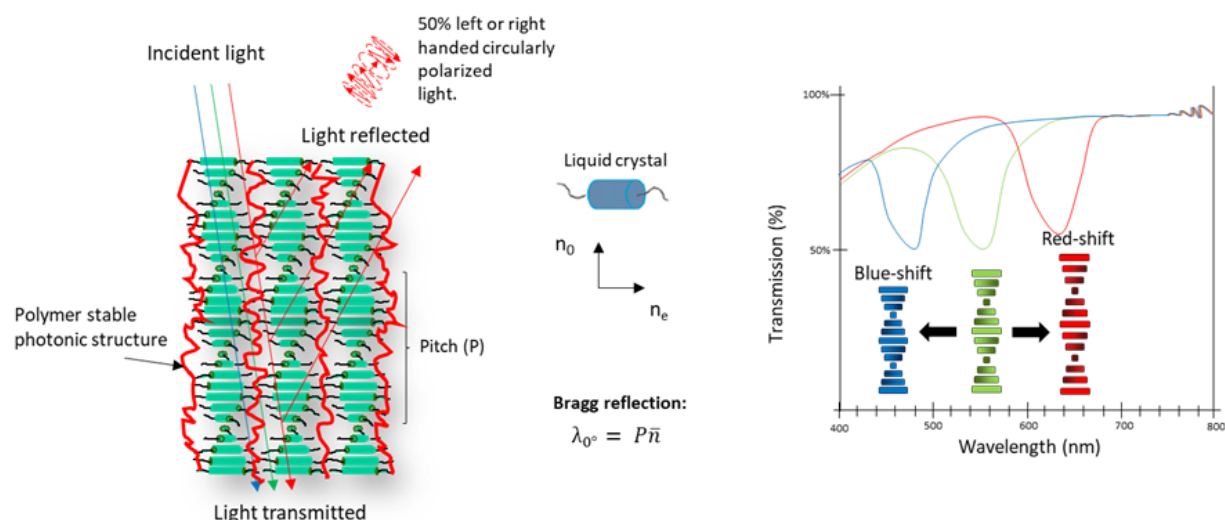 Incident light
50% left or right
handed circularly
polarized
light.
Light reflected
Polymer stable
photonic structure
Pitch (P)
Light transmitted
Liquid crystal
n₀
nₑ
Bragg reflection:
λ₀° = Pn̄
100%
50%
Transmission (%)
Blue-shift
Red-shift
400
500
600
700
800
Wavelength (nm)